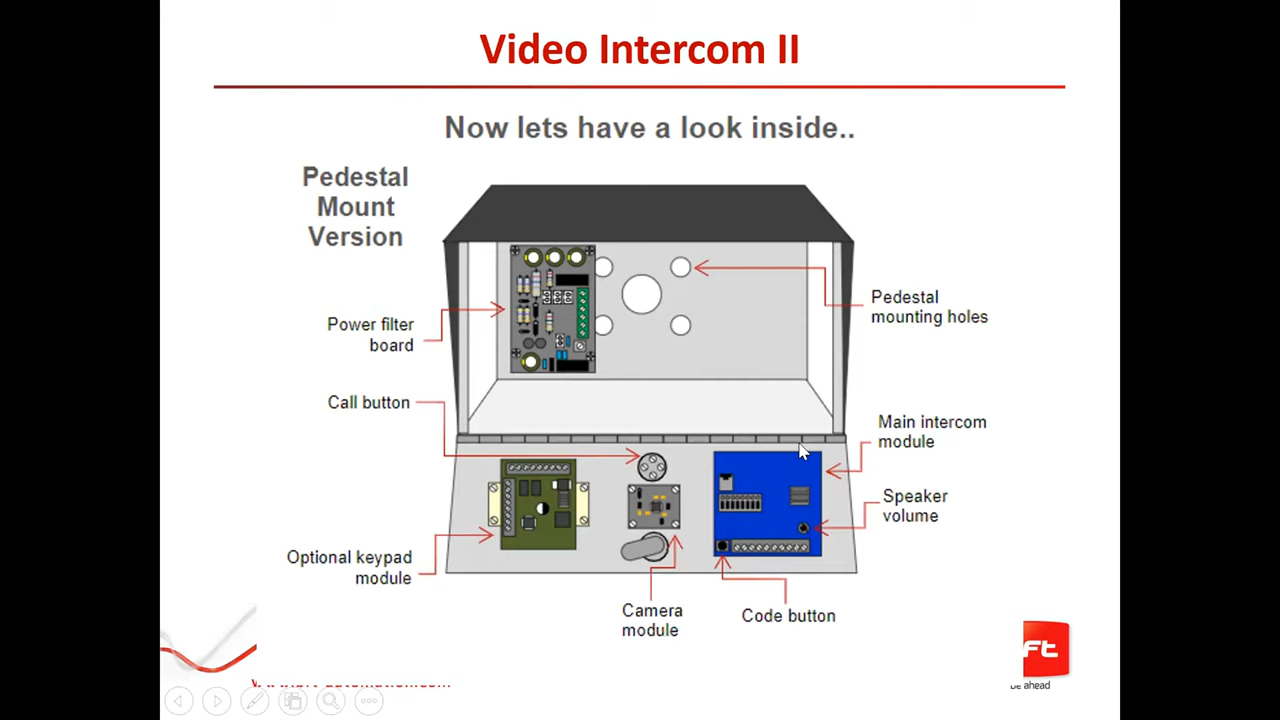 Video Intercom II
Now lets have a look inside..
Pedestal
Mount
Version
Power filter
board
Call button
Optional keypad
module
Camera
module
Code button
Speaker
volume
Main intercom
module
Pedestal
mounting holes
be ahead